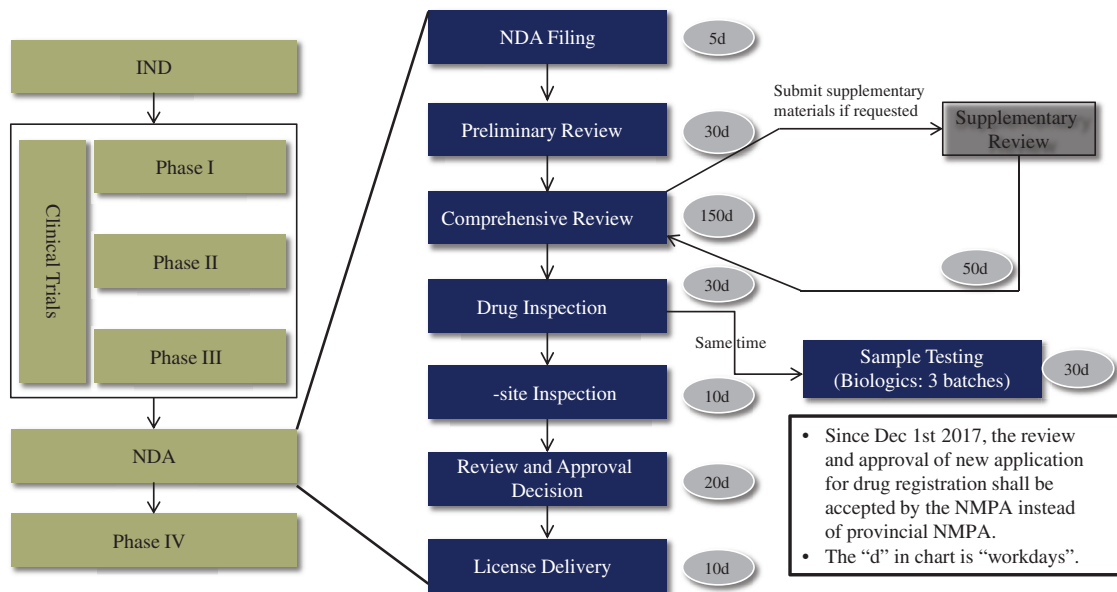 IND
Clinical Trials
Phase I
Phase II
Phase III
NDA
Phase IV
NDA Filing
5d
Preliminary Review
30d
Submit supplementary
materials if requested
Supplementary
Review
Comprehensive Review
150d
50d
Drug Inspection
30d
Same time
Sample Testing
(Biologics: 3 batches)
30d
-site Inspection
10d
Review and Approval
Decision
20d
License Delivery
10d
• Since Dec 1st 2017, the review
and approval of new application
for drug registration shall be
accepted by the NMPA instead
of provincial NMPA.
• The “d” in chart is “workdays”.